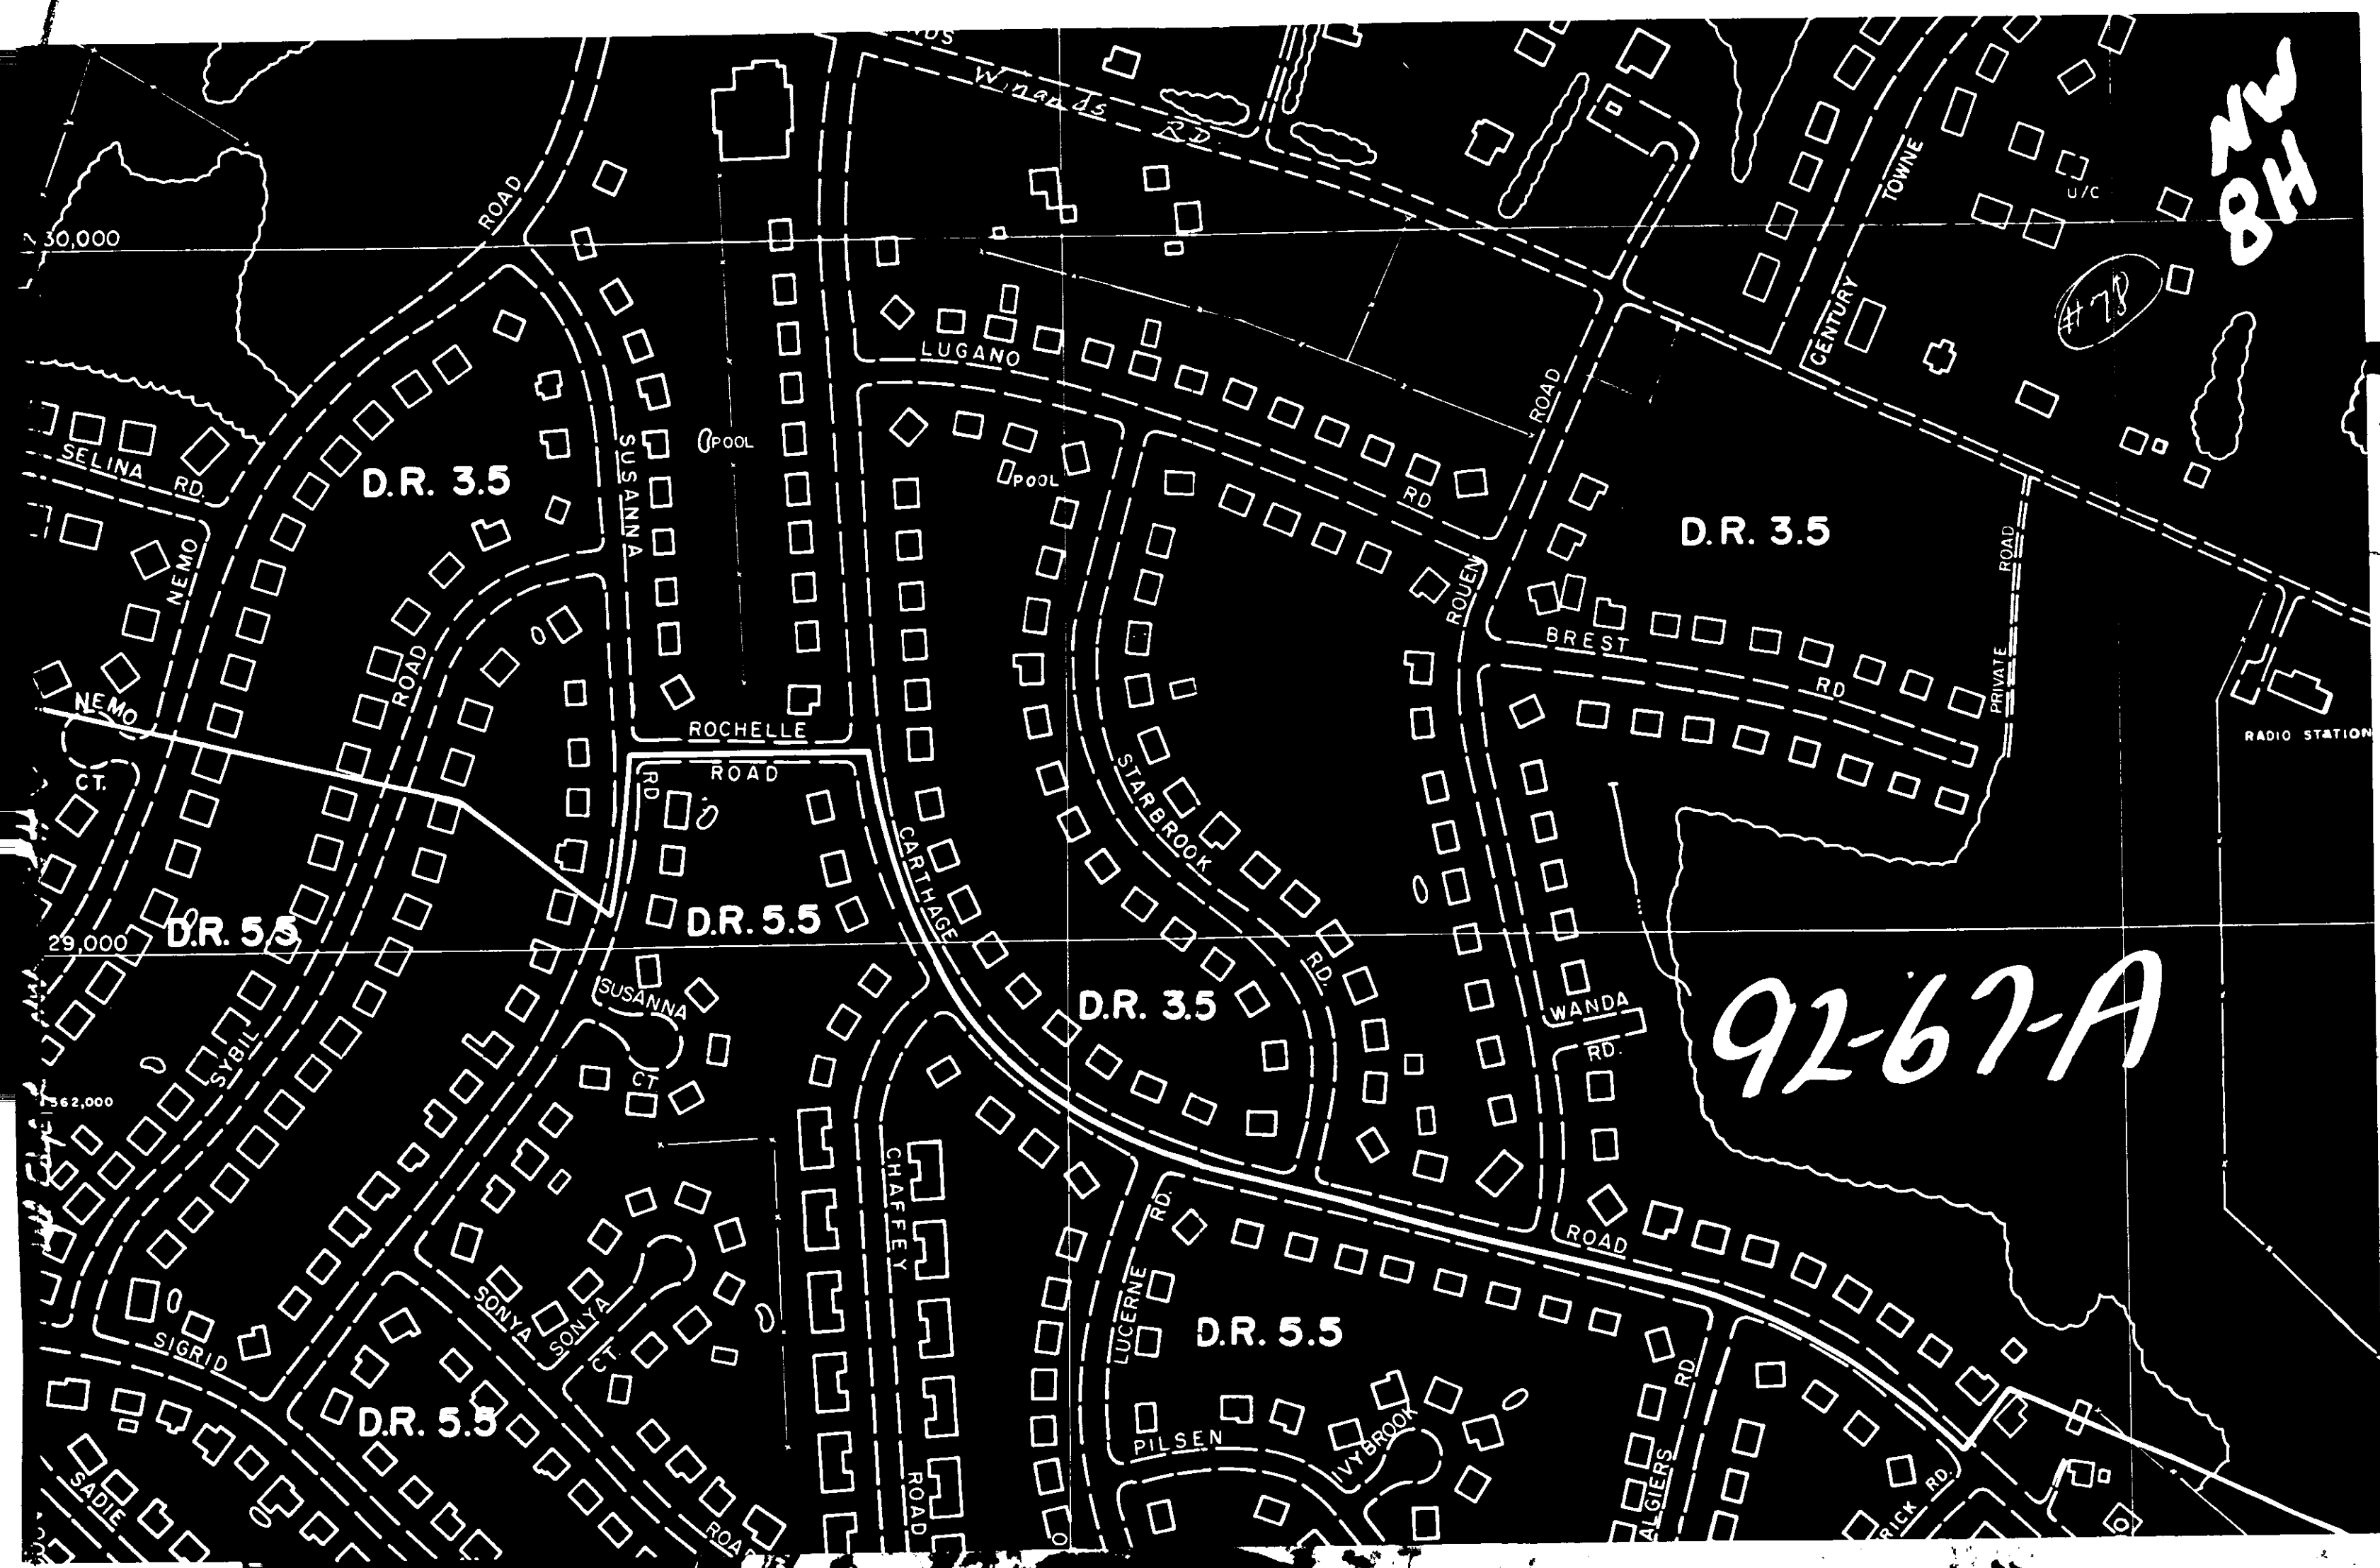 Winands RD.
NW
8H
ROAD
TOWNE
U/C
30,000
# 78
CENTURY
LUGANO
ROAD
SUSANNA
POOL
SELINA RD.
D.R. 3.5
POOL
RD
D.R. 3.5
ROAD
NEMO
ROUEN
BREST
RD
PRIVATE
ROAD
NEMO
CT.
ROCHELLE
ROAD
RADIO STATION
RD.
STARBROOK
RD.
CARTHAGE
D.R. 5.5
D.R. 5.5
29,000
SUSANNA
CT
D.R. 3.5
WANDA
RD.
92-67-A
SYBIL
562,000
CHAFFEY
ROAD
LUCERNE
RD.
ROAD
SONYA
SONYA
CT.
SIGRID
D.R. 5.5
D.R. 5.5
RD.
ALGIERS
PILSEN
IVYBROOK
SADIE
ROAD
RICK RD.